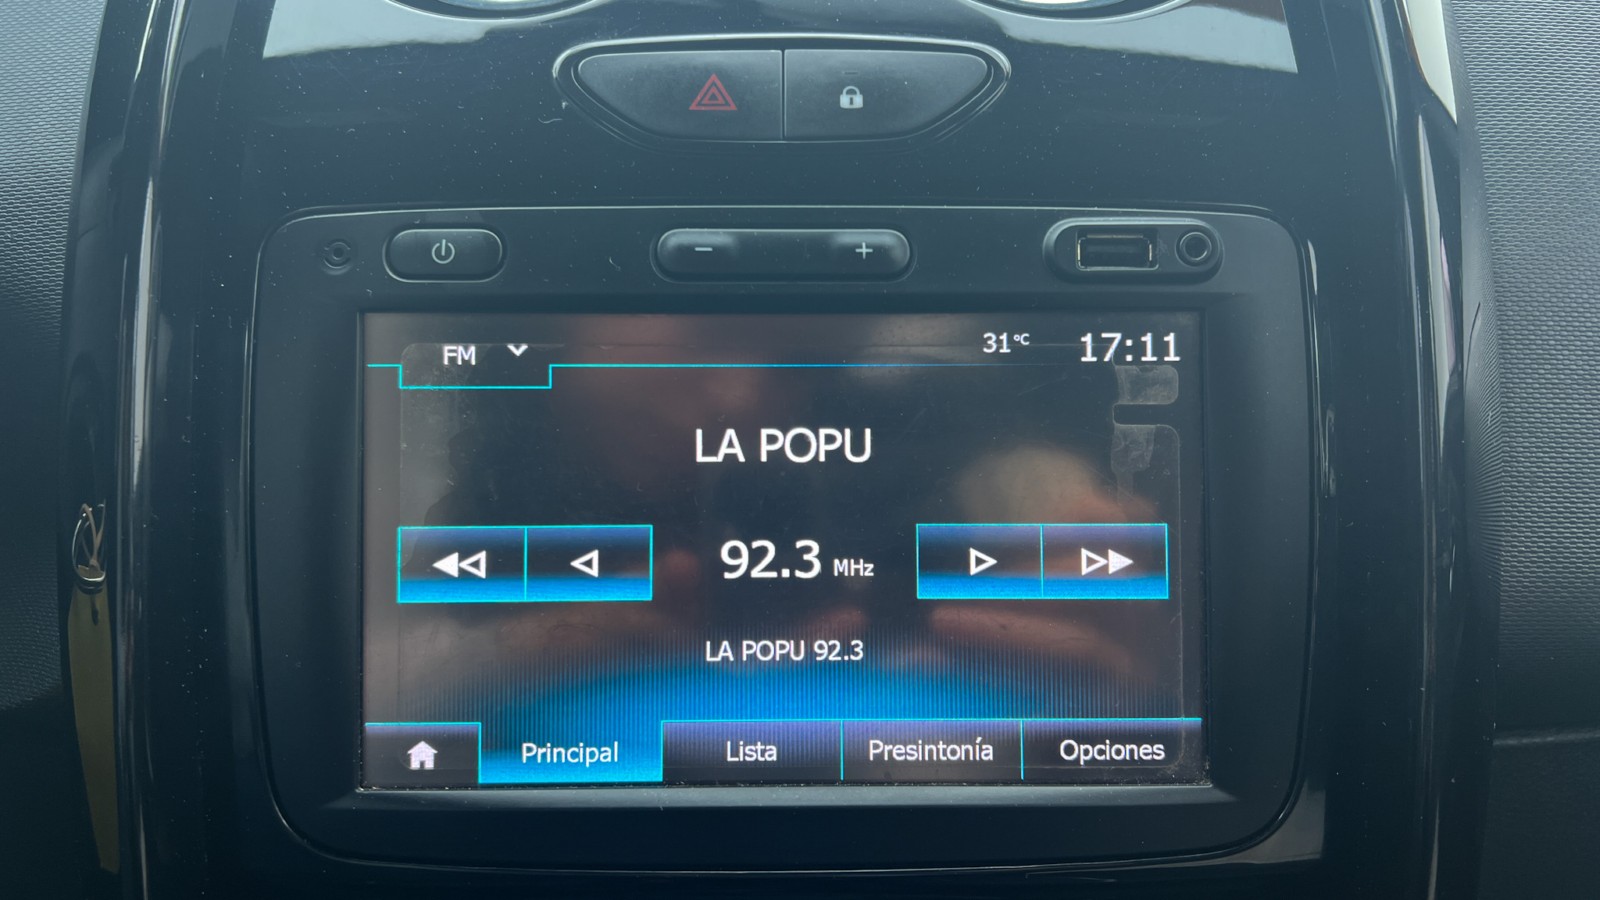 FM
31°C 17:11
LA POPU
92.3 MHz
LA POPU 92.3
Principal Lista Presintonía Opciones